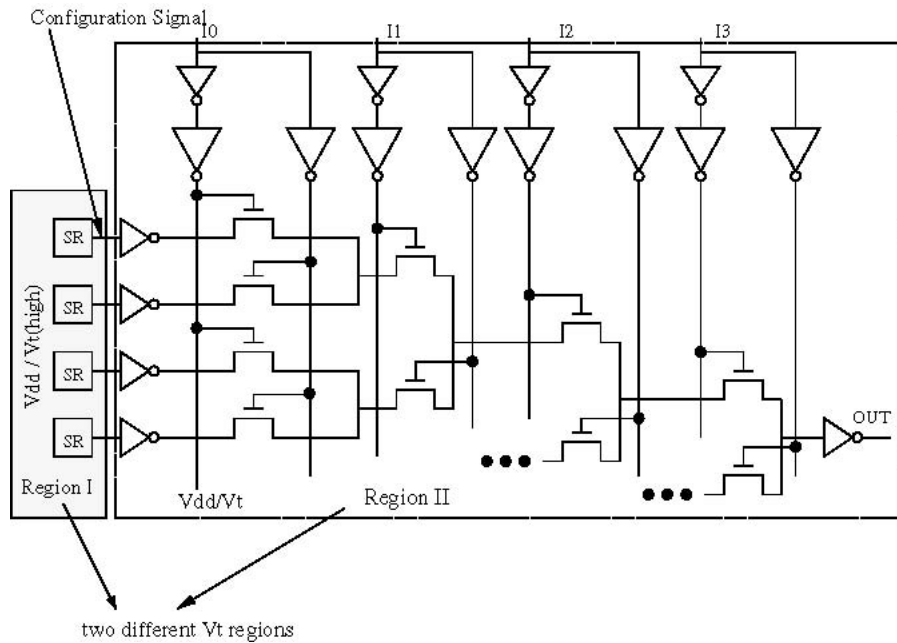 Configuration Signal
I0
I1
I2
I3
SR
SR
SR
SR
Vdd / Vt(high)
Region I
Vdd/Vt
Region II
OUT
two different Vt regions